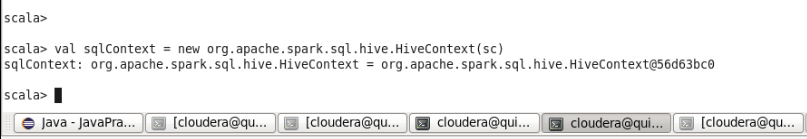 scala>
scala> val sqlContext = new org.apache.spark.sql.hive.HiveContext(sc)
sqlContext: org.apache.spark.sql.hive.HiveContext = org.apache.spark.sql.hive.HiveContext@56d63bc0
scala>
Java - JavaPra... [cloudera@qu... [cloudera@qu... cloudera@qui... cloudera@qui... [cloudera@qu...